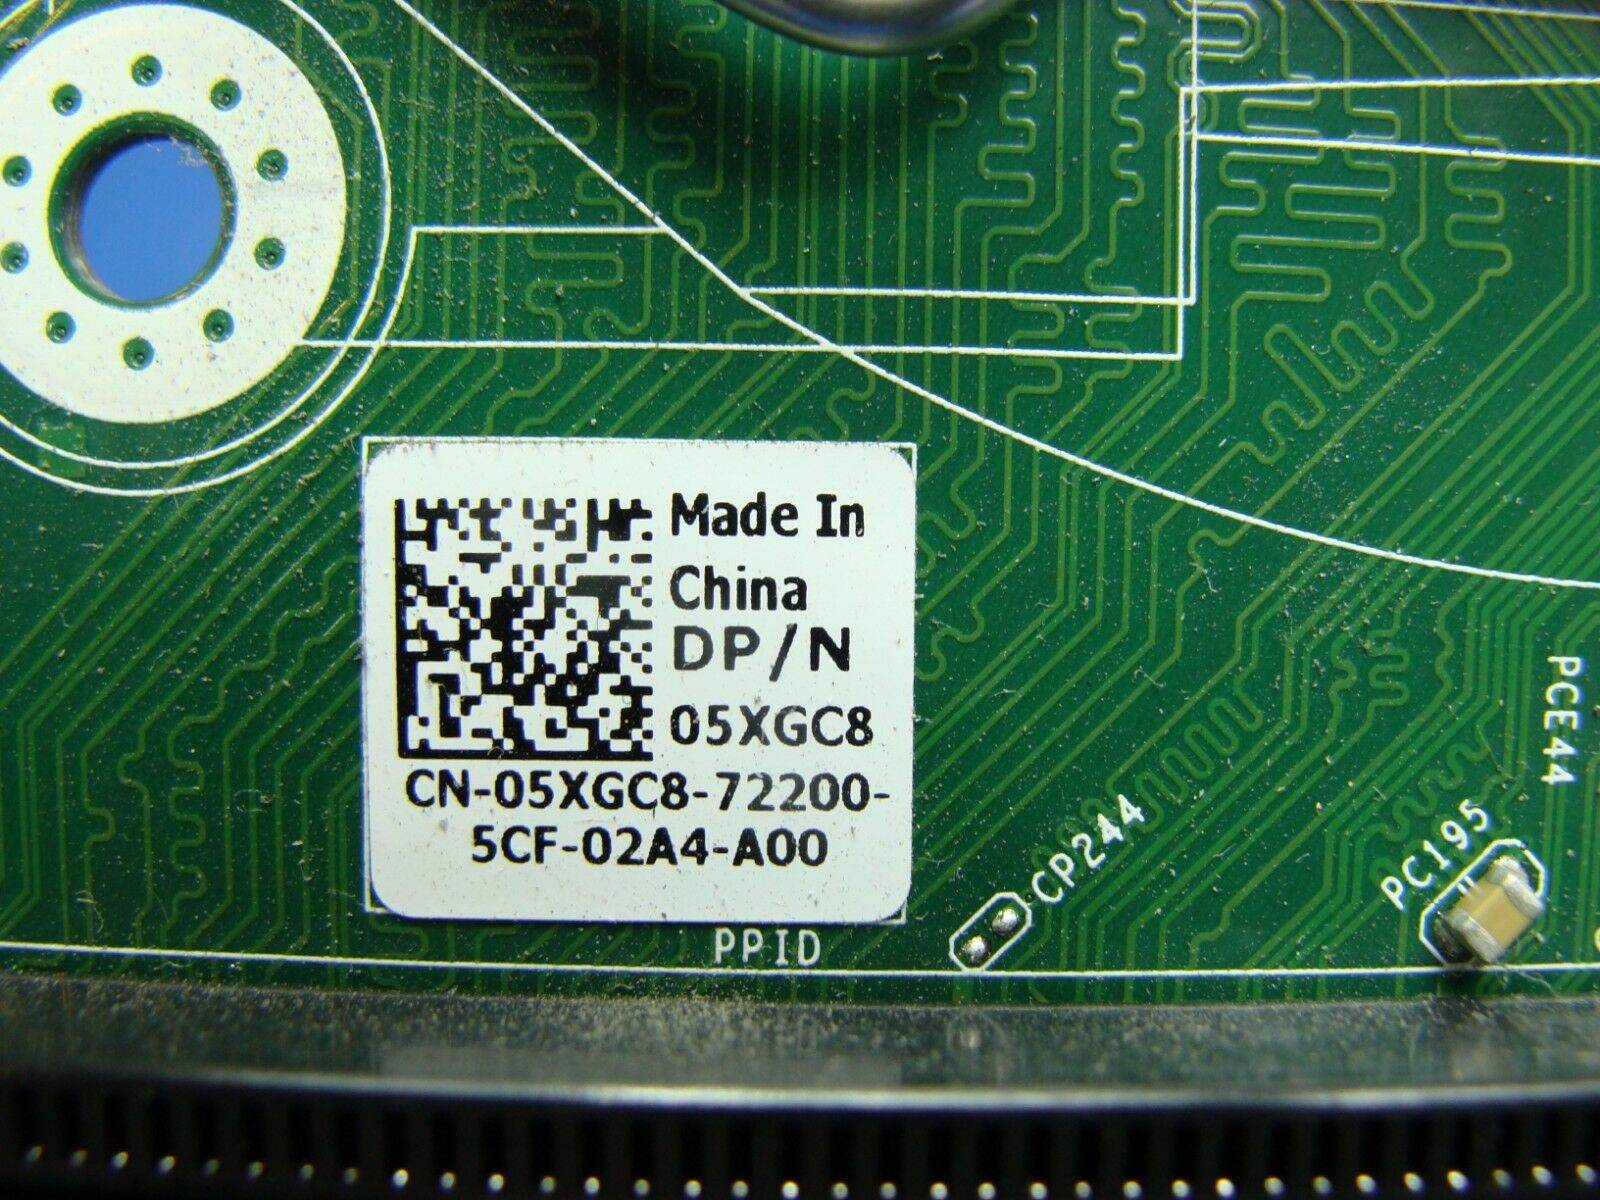 Made In
China
DP/N
05XGC8
CN-05XGC8-72200-
5CF-02A4-A00
PPID
CP244
PC195
PCE44